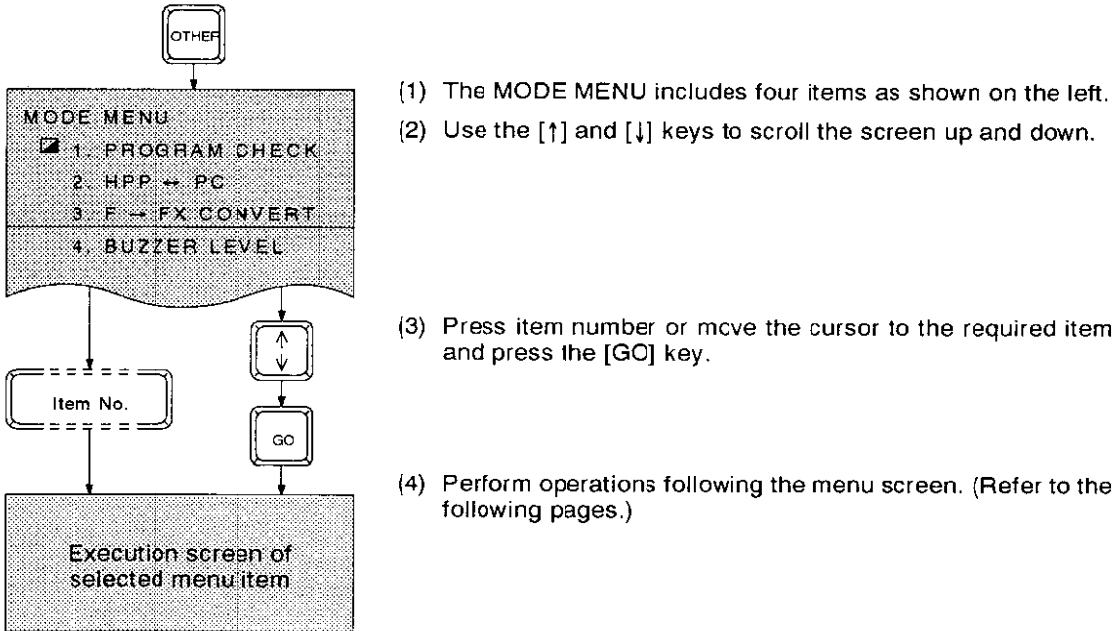 OTHER
MODE MENU
1. PROGRAM CHECK
2. HPP ↔ PC
3. F → FX CONVERT
4. BUZZER LEVEL
Item No.
↑
↓
GO
Execution screen of
selected menu item
(1) The MODE MENU includes four items as shown on the left.
(2) Use the [↑] and [↓] keys to scroll the screen up and down.
(3) Press item number or move the cursor to the required item
and press the [GO] key.
(4) Perform operations following the menu screen. (Refer to the
following pages.)